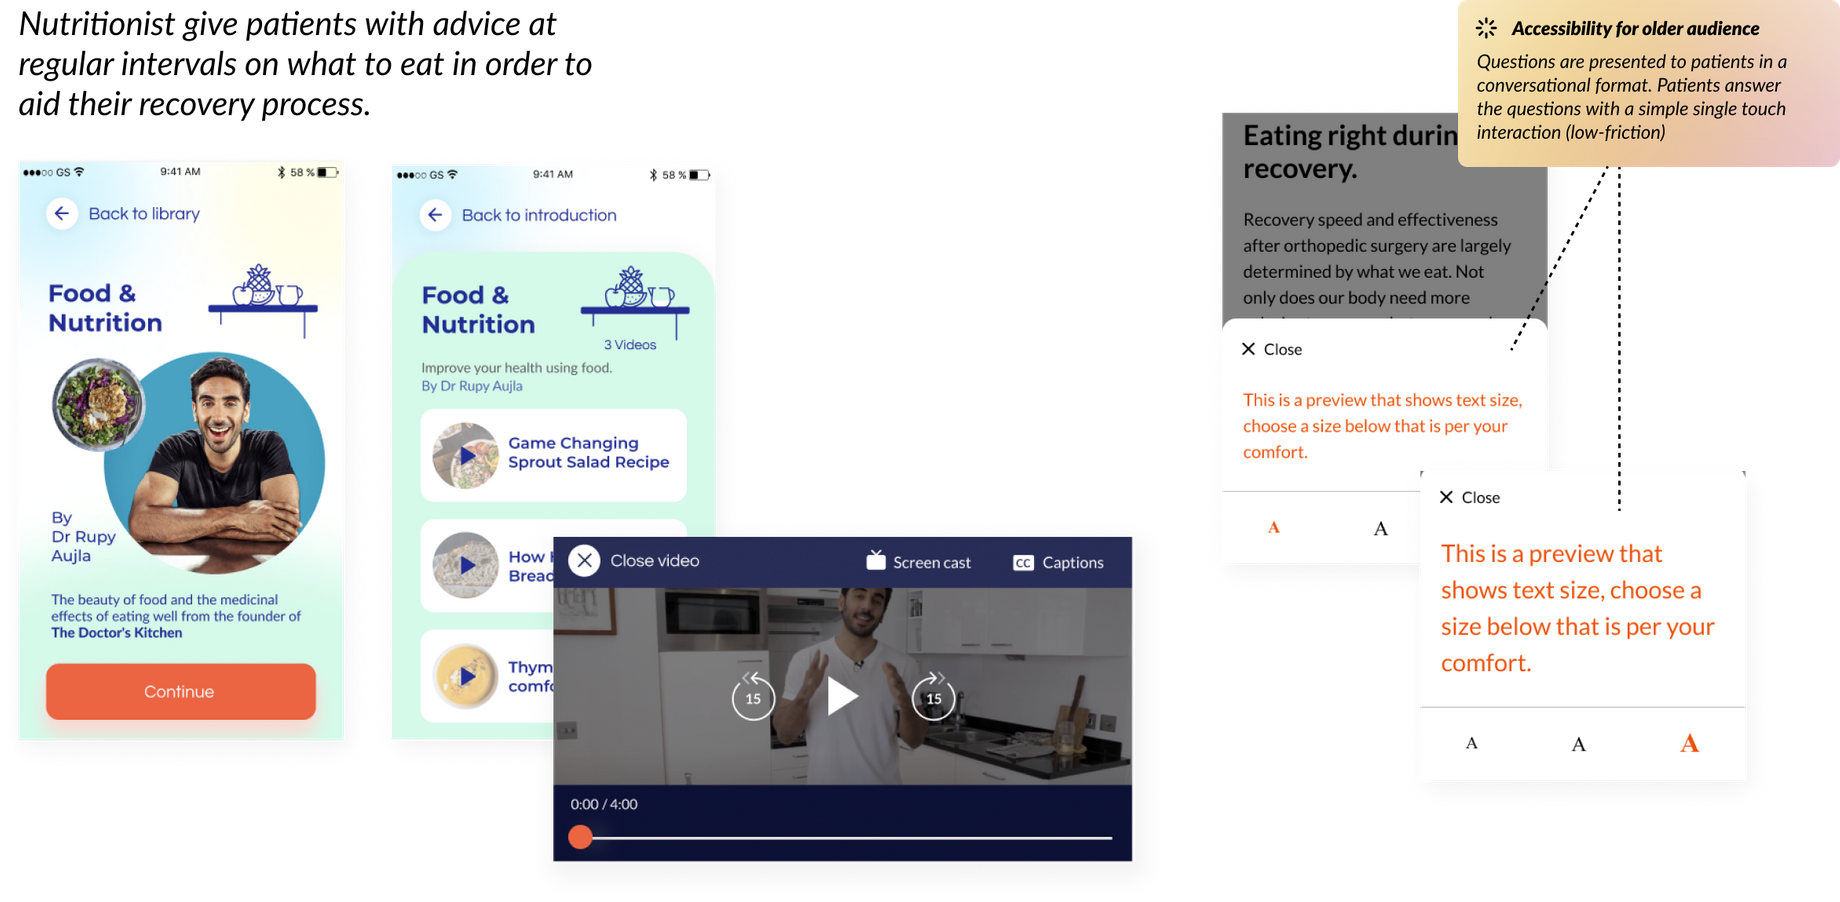 Nutritionist give patients with advice at
regular intervals on what to eat in order to
aid their recovery process.
GS
9:41 AM
58 %
Back to library
Food &
Nutrition
By
Dr Rupy
Aujla
The beauty of food and the medicinal
effects of eating well from the founder of
The Doctor's Kitchen
Continue
GS
9:41 AM
58 %
Back to introduction
Food &
Nutrition
3 Videos
Improve your health using food.
By Dr Rupy Aujla
Game Changing
Sprout Salad Recipe
How
Bread
Thym
comfo
Close video
Screen cast
CC Captions
15
15
0:00 / 4:00
Accessibility for older audience
Questions are presented to patients in a
conversational format. Patients answer
the questions with a simple single touch
interaction (low-friction)
Eating right durin
recovery.
Recovery speed and effectiveness
after orthopedic surgery are largely
determined by what we eat. Not
only does our body need more
Close
This is a preview that shows text size,
choose a size below that is per your
comfort.
A A
Close
This is a preview that
shows text size, choose a
size below that is per your
comfort.
A A A